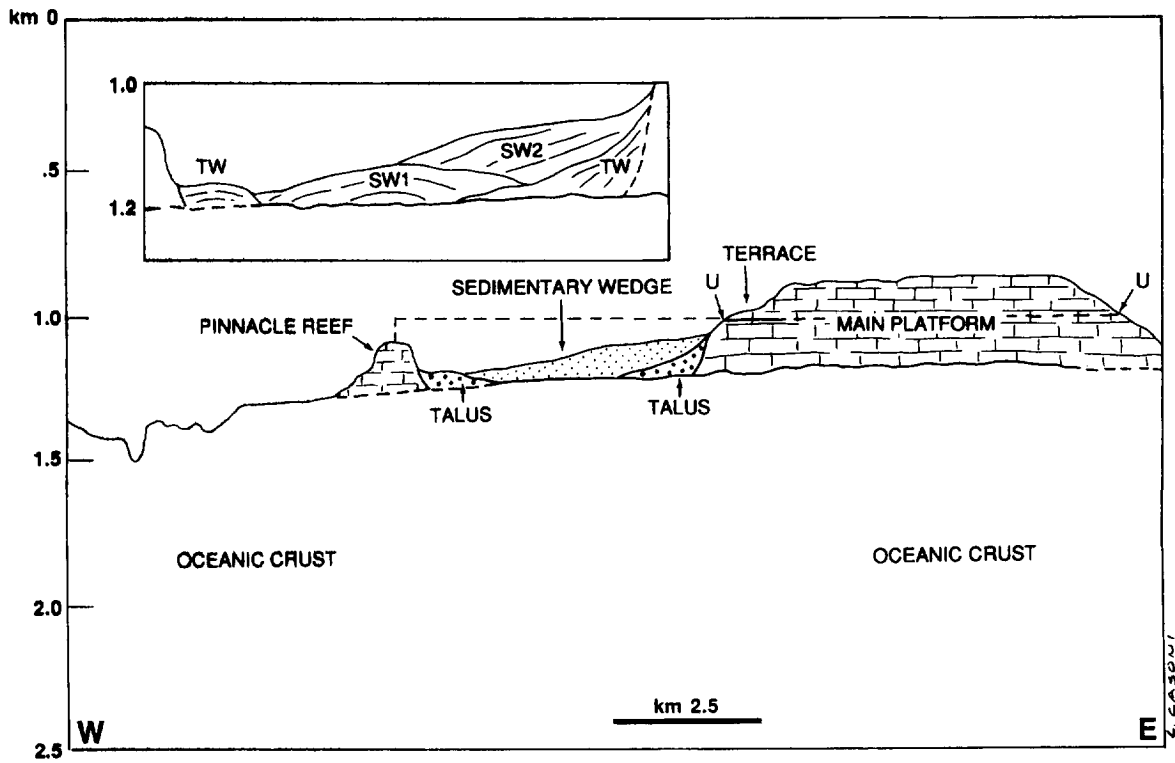 km 0
1.0
TW
SW2
TW
SW1
.5
1.2
TERRACE
U
SEDIMENTARY WEDGE
U
1.0
PINNACLE REEF
MAIN PLATFORM
TALUS
TALUS
1.5
OCEANIC CRUST
OCEANIC CRUST
2.0
km 2.5
W
E
2.5